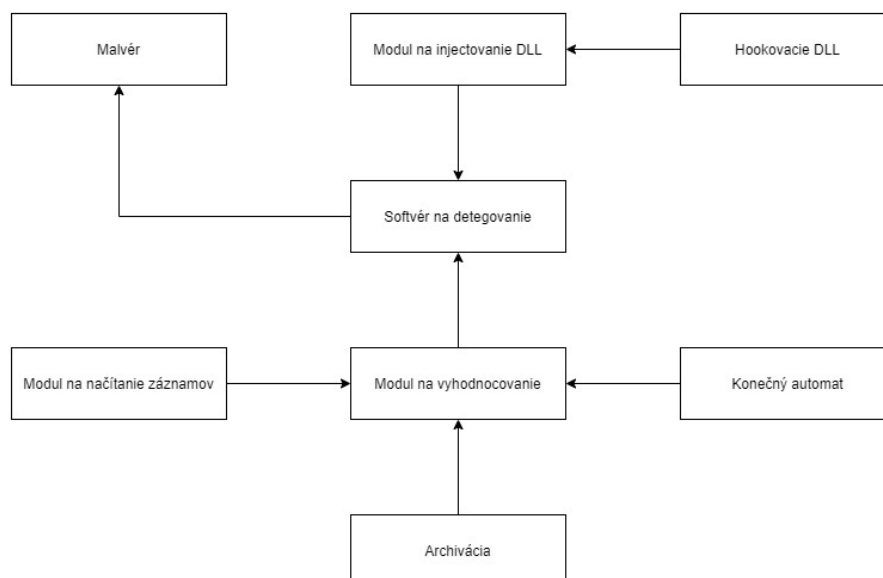 Malvér
Modul na injectovanie DLL
Hookovacie DLL
Softvér na detegovanie
Modul na načítanie záznamov
Modul na vyhodnocovanie
Konečný automat
Archivácia